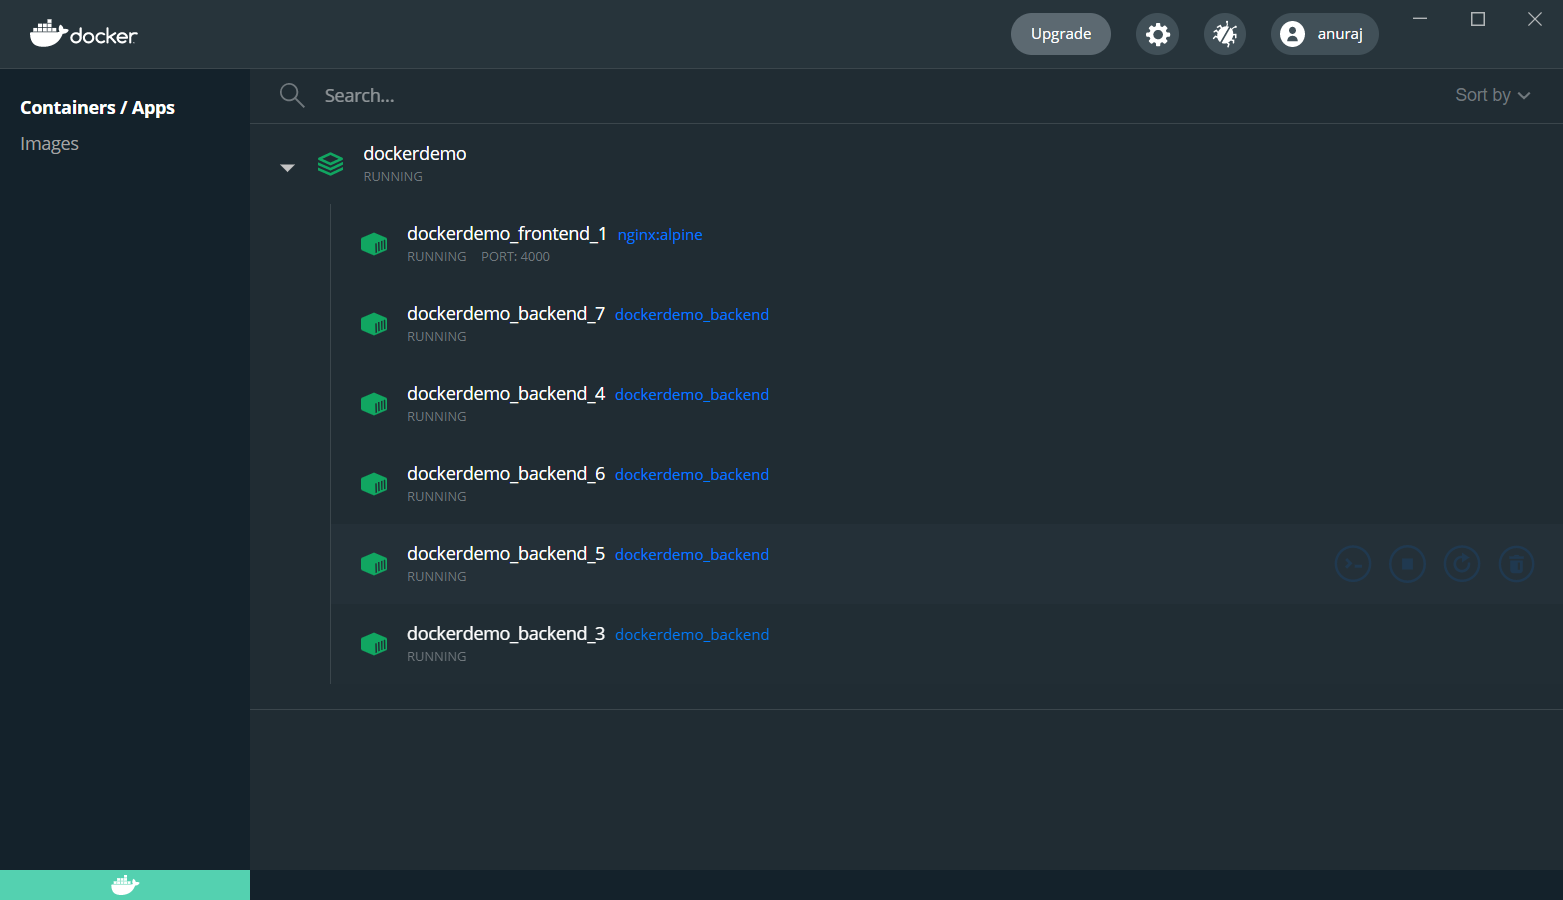 docker
Upgrade
anuraj
Containers / Apps
Images
Search...
Sort by
dockerdemo
RUNNING
dockerdemo_frontend_1 nginx:alpine
RUNNING PORT: 4000
dockerdemo_backend_7 dockerdemo_backend
RUNNING
dockerdemo_backend_4 dockerdemo_backend
RUNNING
dockerdemo_backend_6 dockerdemo_backend
RUNNING
dockerdemo_backend_5 dockerdemo_backend
RUNNING
dockerdemo_backend_3 dockerdemo_backend
RUNNING